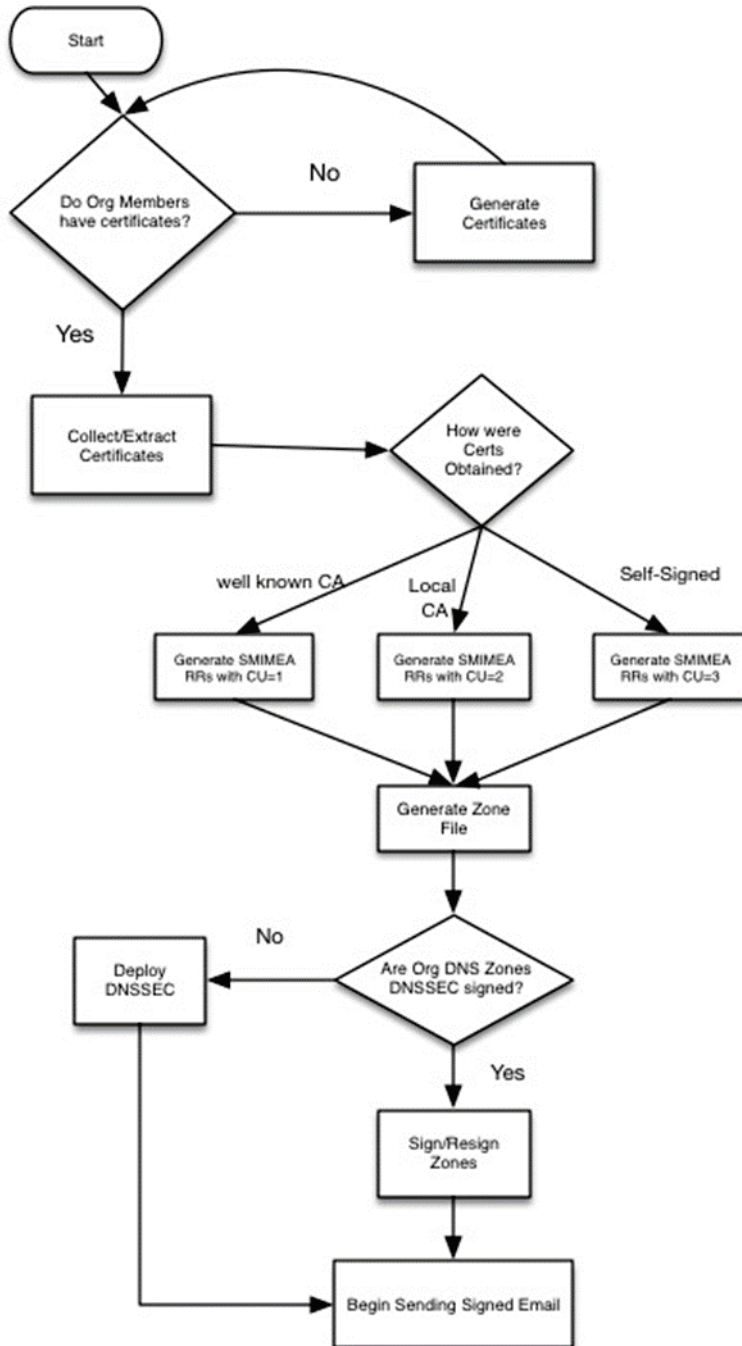 Start
Do Org Members
have certificates?
No
Generate
Certificates
Yes
Collect/Extract
Certificates
How were
Certs
Obtained?
well known CA
Local
CA
Self-Signed
Generate SMIMEA
RRs with CU=1
Generate SMIMEA
RRs with CU=2
Generate SMIMEA
RRs with CU=3
Generate Zone
File
Are Org DNS Zones
DNSSEC signed?
No
Deploy
DNSSEC
Yes
Sign/Resign
Zones
Begin Sending Signed Email